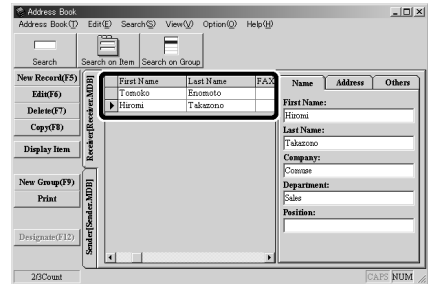 Address Book
Address Book(T) Edit(E) Search(S) View(V) Option(O) Help(H)
Search Search on Item Search on Group
New Record(F5)
Edit(F6)
Delete(F7)
Copy(F8)
Display Item
New Group(F9)
Print
Designate(F12)
Receiver[Receiver.MDB]
Sender[Sender.MDB]
First Name Last Name FAX
Tomoko Enomoto
Hiromi Takazono
Name Address Others
First Name:
Hiromi
Last Name:
Takazono
Company:
Comuse
Department:
Sales
Position:
2/3Count CAPS NUM